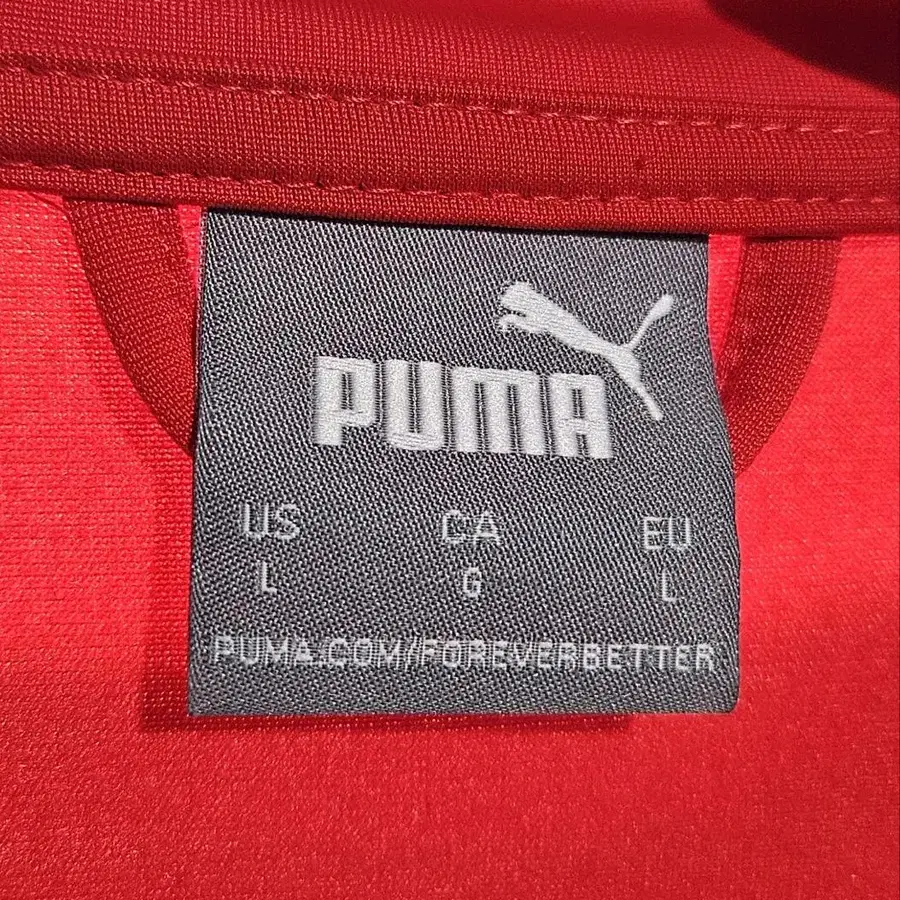 PUMA
US CA EU
L G L
PUMA.COM/FOREVERBETTER